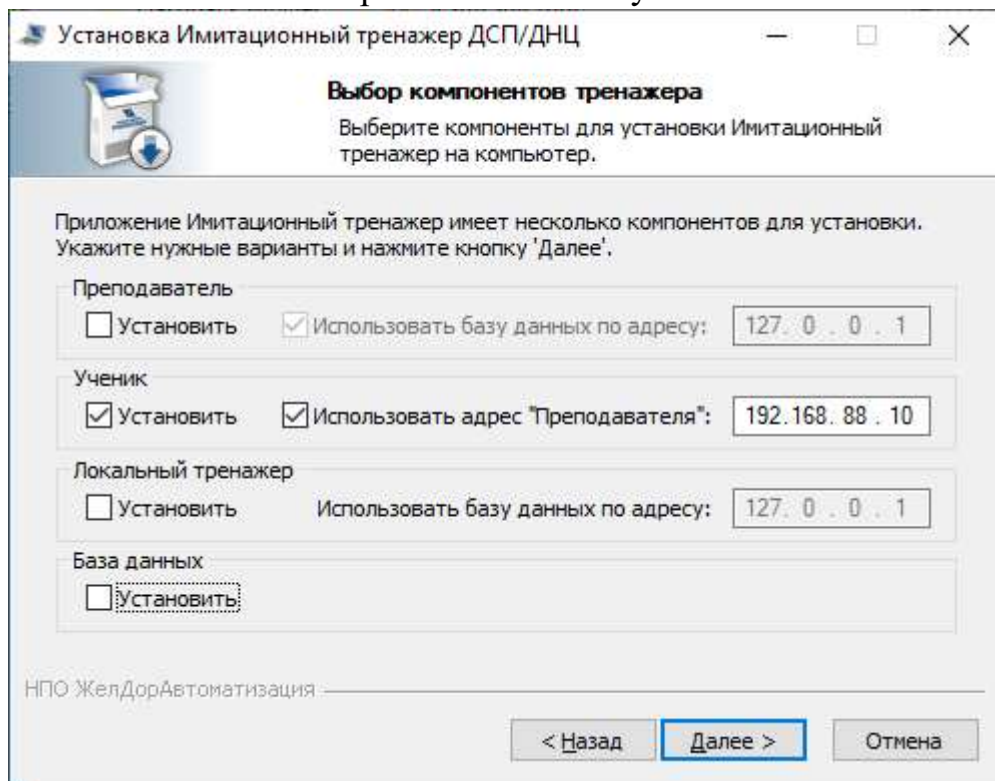 Установка Имитационный тренажер ДСП/ДНЦ
Выбор компонентов тренажера
Выберите компоненты для установки Имитационный
тренажер на компьютер.
Приложение Имитационный тренажер имеет несколько компонентов для установки.
Укажите нужные варианты и нажмите кнопку 'Далее'.
Преподаватель
Установить Использовать базу данных по адресу: 127. 0 . 0 . 1
Ученик
Установить Использовать адрес "Преподавателя": 192.168. 88 . 10
Локальный тренажер
Установить Использовать базу данных по адресу: 127. 0 . 0 . 1
База данных
Установить
НПО ЖелДорАвтоматизация
< Назад Далее > Отмена